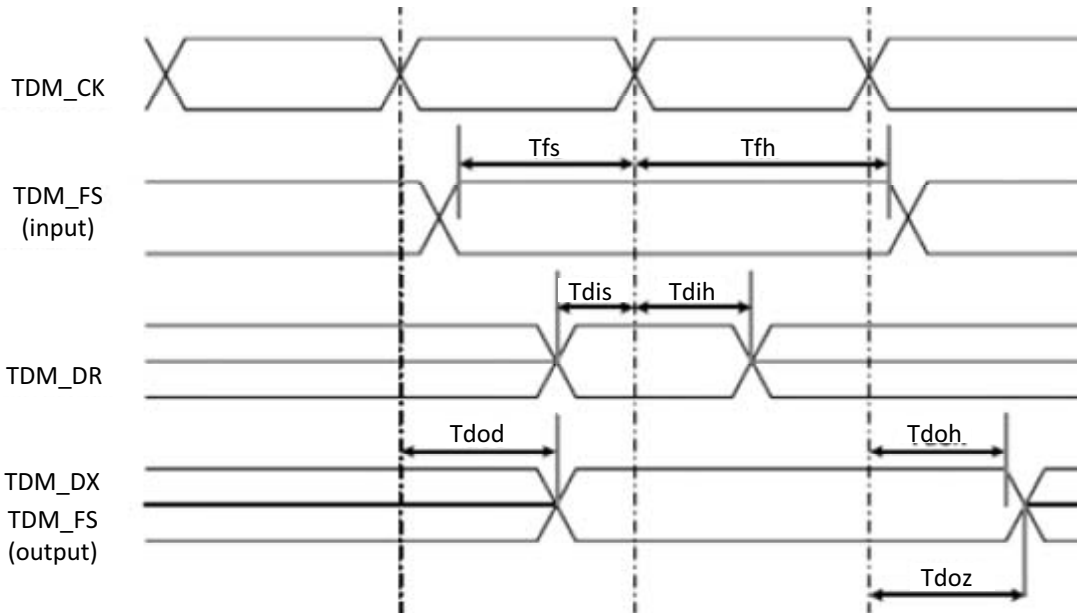 TDM_CK
Tfs
Tfh
TDM_FS
(input)
Tdis
Tdih
TDM_DR
Tdod
Tdoh
TDM_DX
TDM_FS
(output)
Tdoz